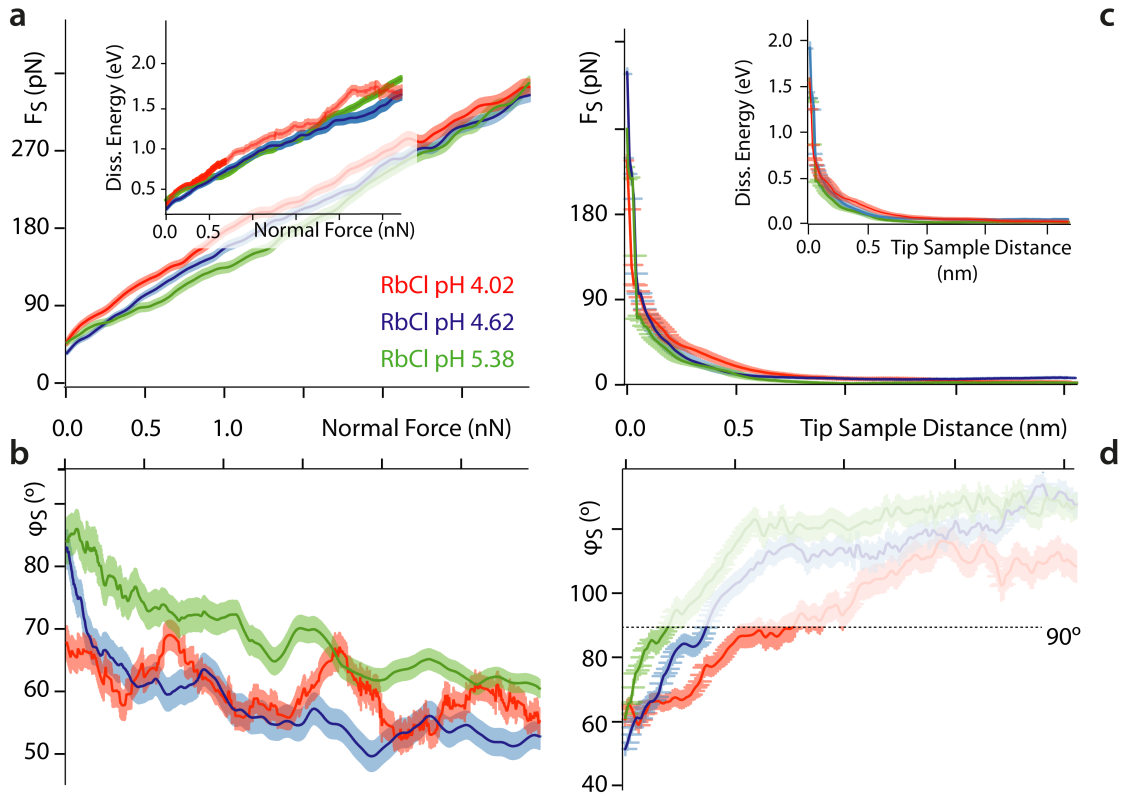 a
Fs (pN)
270
180
90
0
0.0 0.5 1.0 Normal Force (nN)
Diss. Energy (eV)
2.0
1.5
1.0
0.5
0.0 0.5 Normal Force (nN)
RbCl pH 4.02
RbCl pH 4.62
RbCl pH 5.38
c
Fs (pN)
180
90
0
0.0 0.5 Tip Sample Distance (nm)
Diss. Energy (eV)
2.0
1.5
1.0
0.5
0.0
0.0 0.5 Tip Sample Distance
(nm)
b
φS (º)
80
70
60
50
d
φS (º)
100
80
60
40
90º